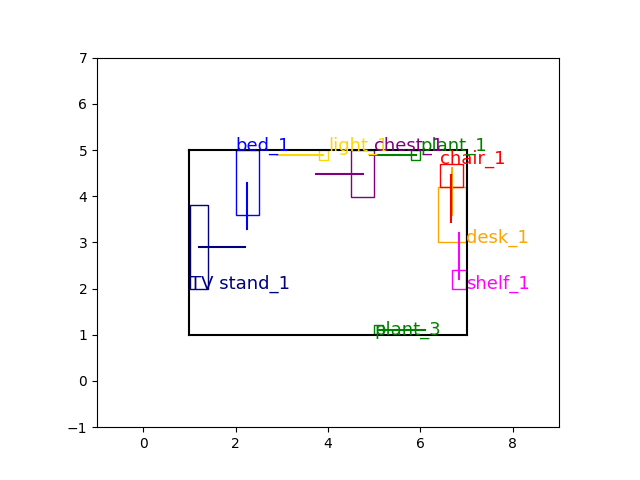 7
6
5
4
3
2
1
0
−1
0
2
4
6
8
bed_1
light_1
chest_1
plant_1
chair_1
desk_1
TV stand_1
shelf_1
plant_3